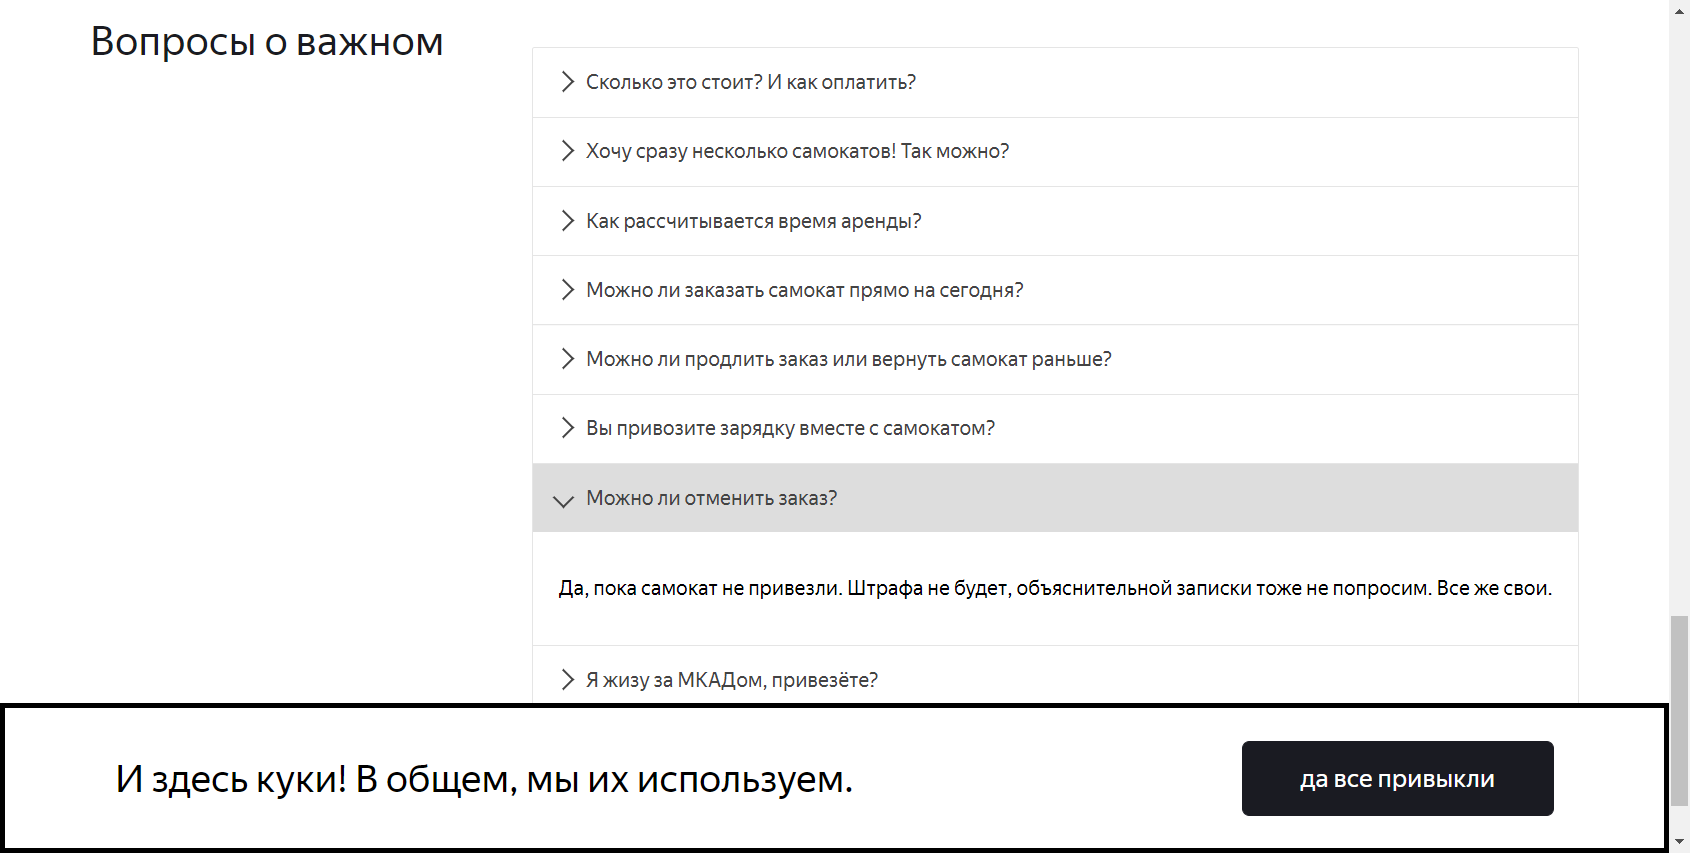 Вопросы о важном
Сколько это стоит? И как оплатить?
Хочу сразу несколько самокатов! Так можно?
Как рассчитывается время аренды?
Можно ли заказать самокат прямо на сегодня?
Можно ли продлить заказ или вернуть самокат раньше?
Вы привозите зарядку вместе с самокатом?
Можно ли отменить заказ?
Да, пока самокат не привезли. Штрафа не будет, объяснительной записки тоже не попросим. Все же свои.
Я жизу за МКАДом, привезёте?
И здесь куки! В общем, мы их используем.
да все привыкли